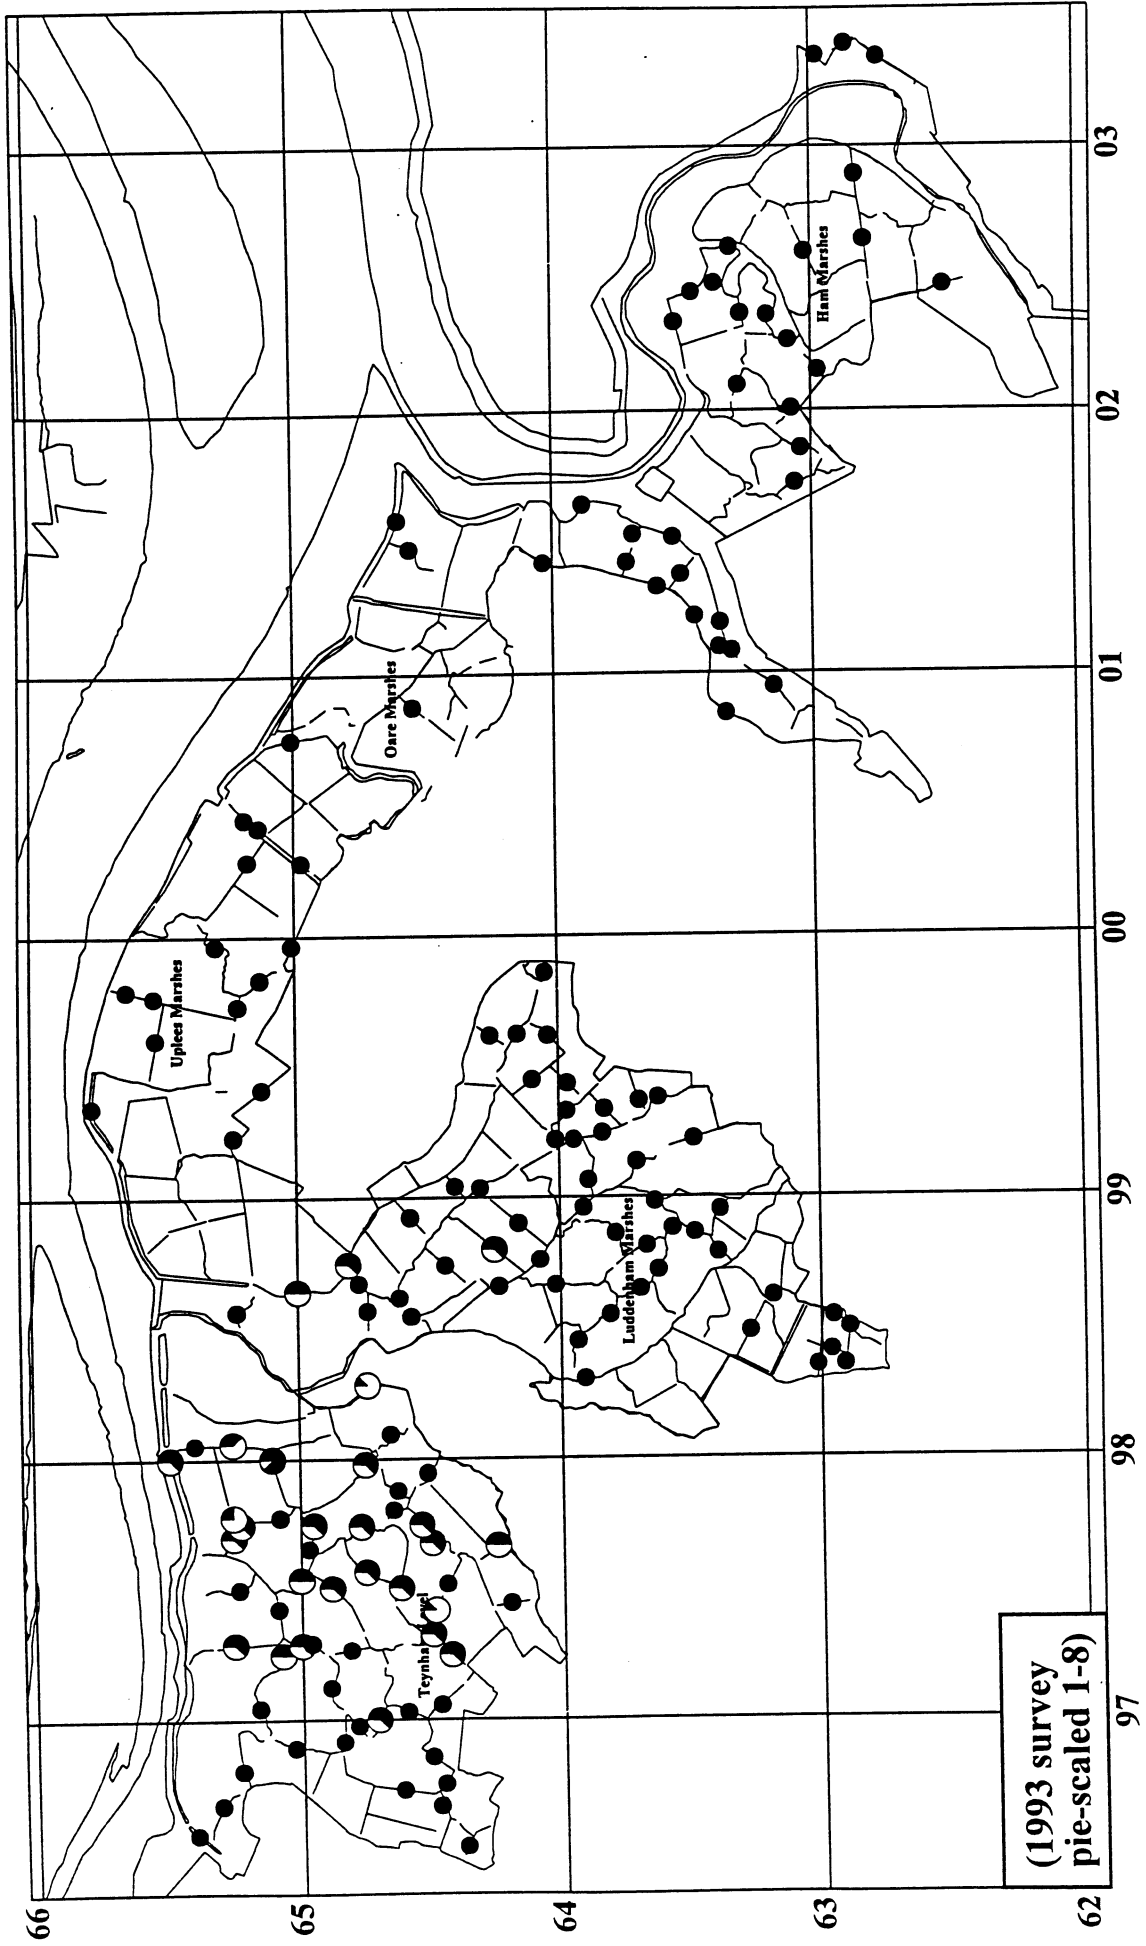 66
65
64
63
62
97
98
99
00
01
02
03
Teynham Level
Luddenham Marshes
Uplees Marshes
Oare Marshes
Ham Marshes
(1993 survey
pie-scaled 1-8)